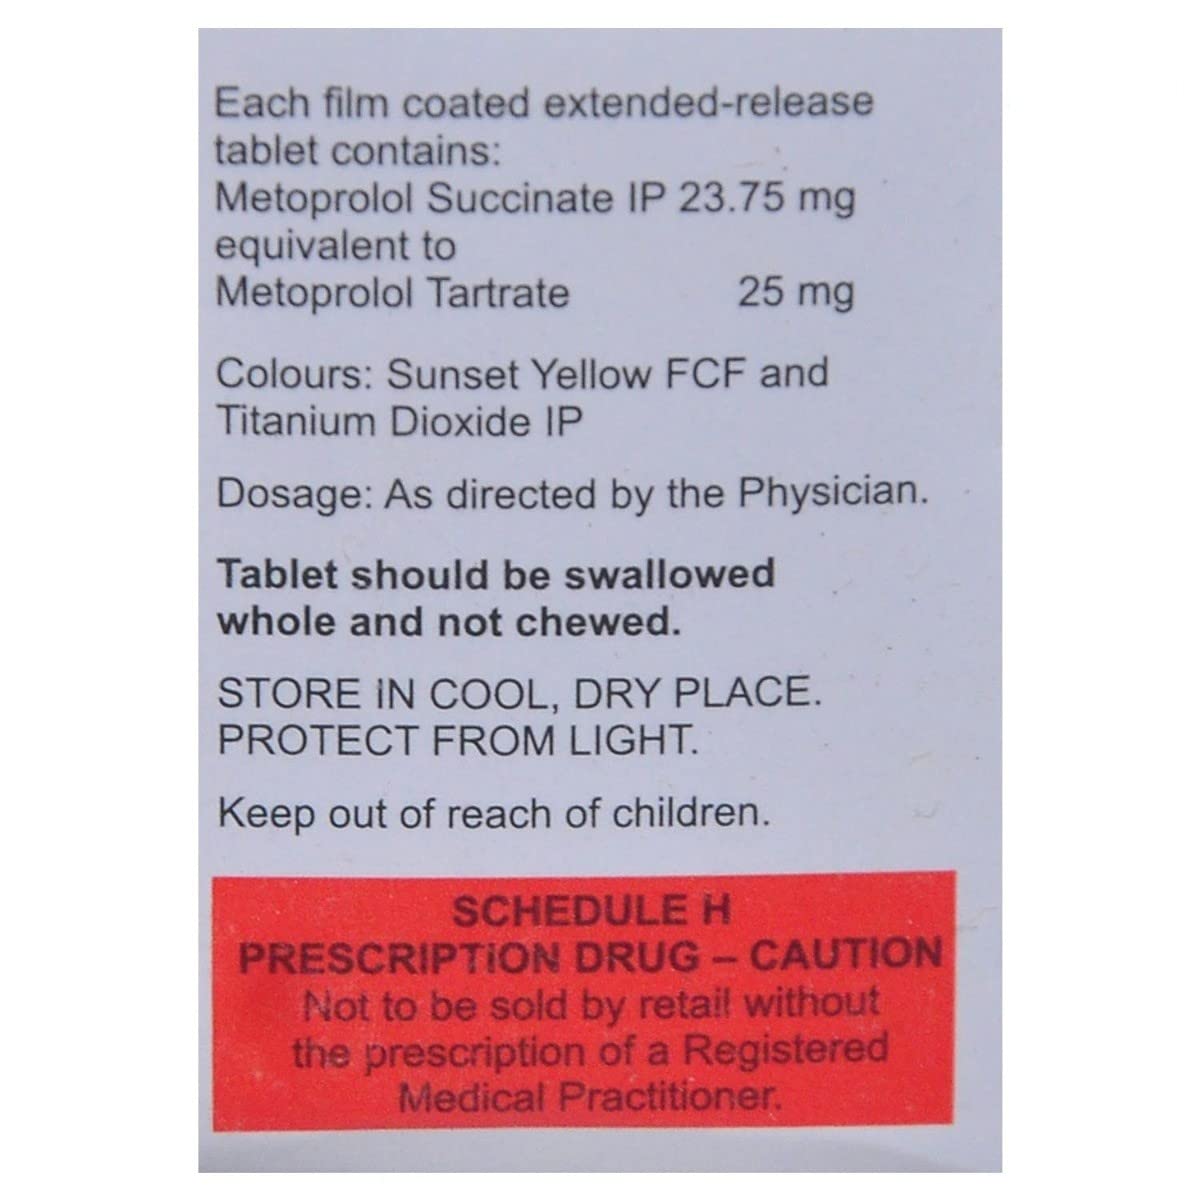 Each film coated extended-release
tablet contains:
Metoprolol Succinate IP 23.75 mg
equivalent to
Metoprolol Tartrate 25 mg
Colours: Sunset Yellow FCF and
Titanium Dioxide IP
Dosage: As directed by the Physician.
Tablet should be swallowed
whole and not chewed.
STORE IN COOL, DRY PLACE.
PROTECT FROM LIGHT.
Keep out of reach of children.
SCHEDULE H
PRESCRIPTION DRUG – CAUTION
Not to be sold by retail without
the prescription of a Registered
Medical Practitioner.